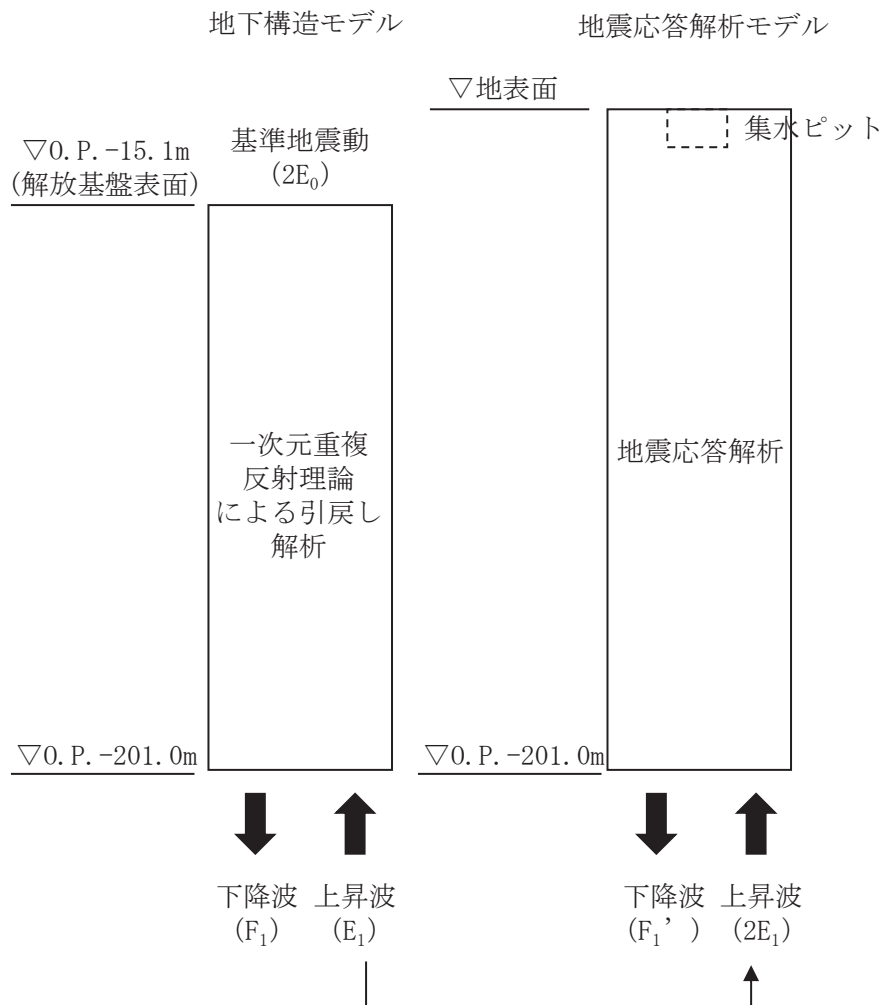 地下構造モデル
▽O.P.-15.1m
(解放基盤表面)
基準地震動
(2E₀)
一次元重複
反射理論
による引戻し
解析
▽O.P.-201.0m
下降波
(F₁)
上昇波
(E₁)
地震応答解析モデル
▽地表面
集水ピット
地震応答解析
▽O.P.-201.0m
下降波
(F₁’)
上昇波
(2E₁)